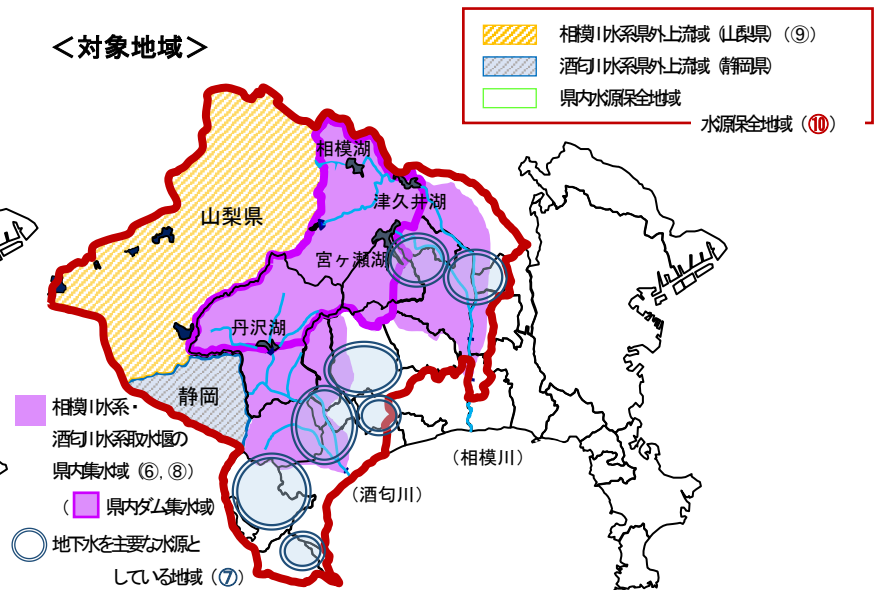 ＜対象地域＞
相模川水系県外上流域（山梨県）（⑨）
酒匂川水系県外上流域（静岡県）
県内水源保全地域
水源保全地域（⑩）
相模湖
津久井湖
山梨県
宮ヶ瀬湖
丹沢湖
静岡
相模川水系・
酒匂川水系取水堰の
県内集水域（⑥，⑧）
（ 県内ダム集水域）
（相模川）
（酒匂川）
地下水を主要な水源と
している地域（⑦）